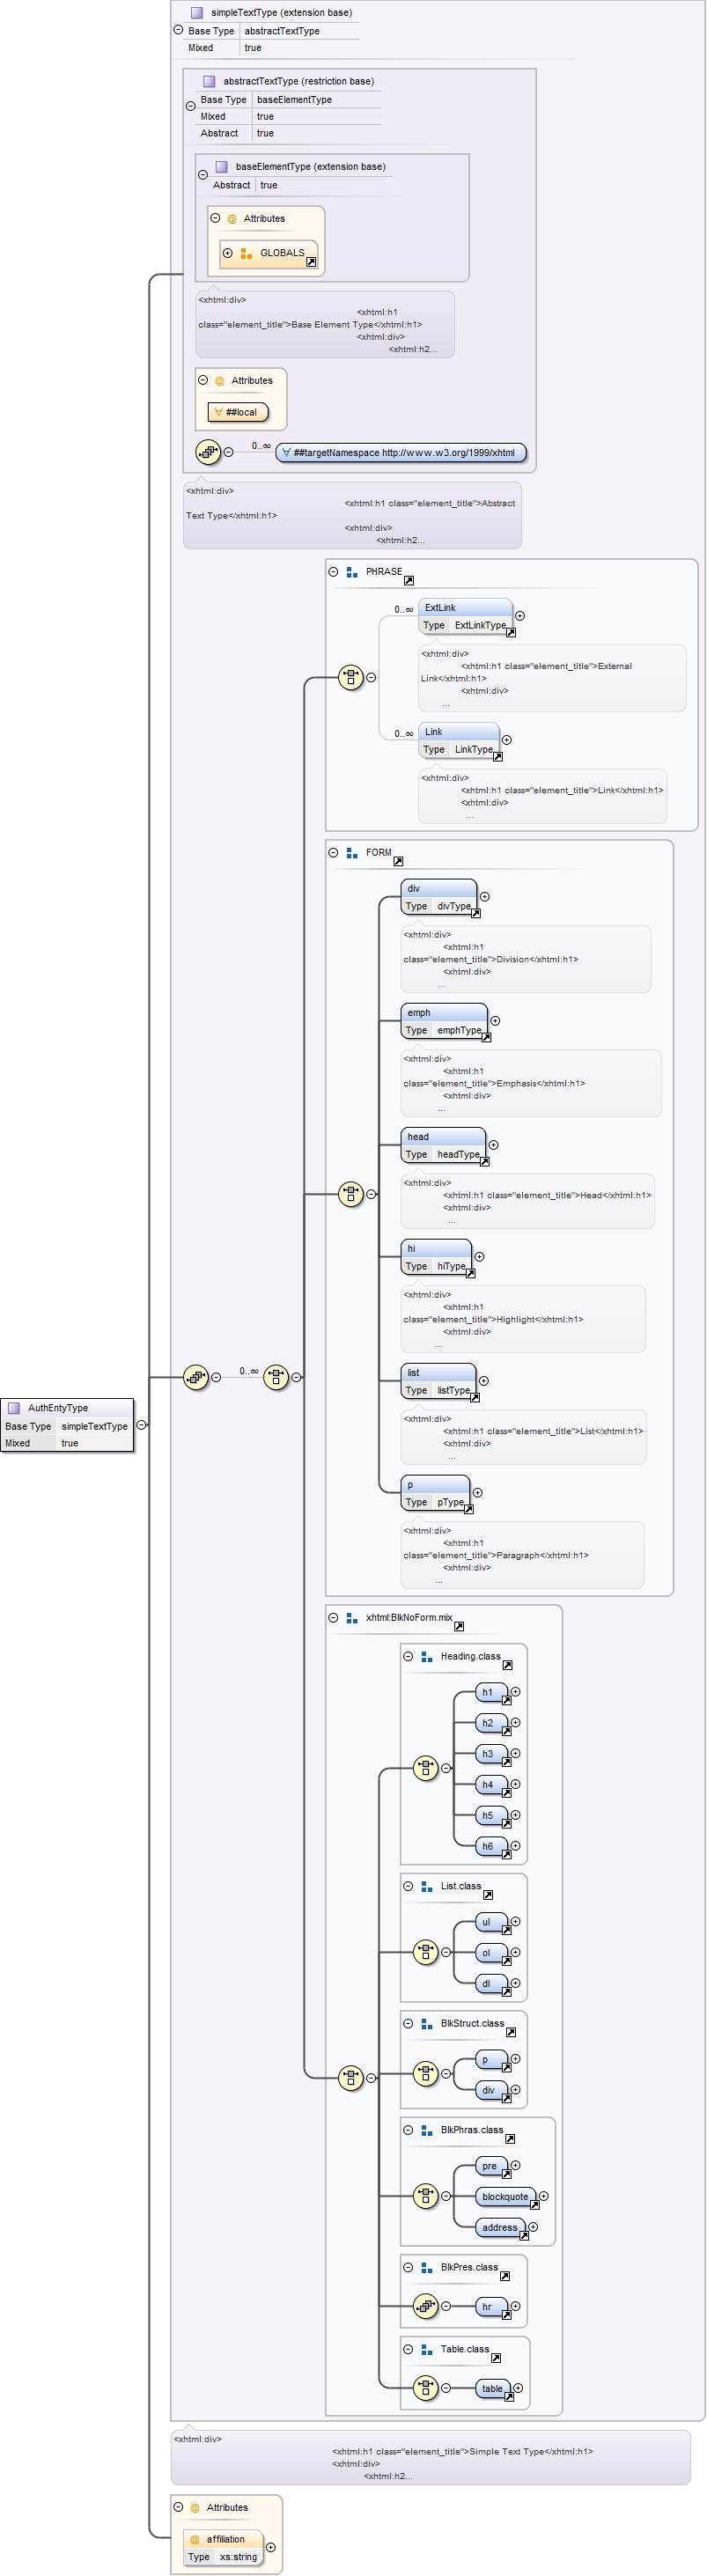 simpleTextType (extension base)
Base Type abstractTextType
Mixed true
abstractTextType (restriction base)
Base Type baseElementType
Mixed true
Abstract true
baseElementType (extension base)
Abstract true
@ Attributes
GLOBALS
<xhtml:div>
<xhtml:h1
class="element_title">Base Element Type</xhtml:h1>
<xhtml:div>
<xhtml:h2...
@ Attributes
∀ ##local
0..∞ ∀ ##targetNamespace http://www.w3.org/1999/xhtml
<xhtml:div>
<xhtml:h1 class="element_title">Abstract
Text Type</xhtml:h1>
<xhtml:div>
<xhtml:h2...
PHRASE
0..∞ ExtLink
Type ExtLinkType
<xhtml:div>
<xhtml:h1 class="element_title">External
Link</xhtml:h1>
<xhtml:div>
...
0..∞ Link
Type LinkType
<xhtml:div>
<xhtml:h1 class="element_title">Link</xhtml:h1>
<xhtml:div>
...
FORM
div
Type divType
<xhtml:div>
<xhtml:h1
class="element_title">Division</xhtml:h1>
<xhtml:div>
...
emph
Type emphType
<xhtml:div>
<xhtml:h1
class="element_title">Emphasis</xhtml:h1>
<xhtml:div>
...
head
Type headType
<xhtml:div>
<xhtml:h1 class="element_title">Head</xhtml:h1>
<xhtml:div>
...
hi
Type hiType
<xhtml:div>
<xhtml:h1
class="element_title">Highlight</xhtml:h1>
<xhtml:div>
...
0..∞
list
Type listType
AuthEntyType
Base Type simpleTextType
Mixed true
<xhtml:div>
<xhtml:h1 class="element_title">List</xhtml:h1>
<xhtml:div>
...
p
Type pType
<xhtml:div>
<xhtml:h1
class="element_title">Paragraph</xhtml:h1>
<xhtml:div>
...
xhtml:BlkNoForm.mix
Heading.class
h1
h2
h3
h4
h5
h6
List.class
ul
ol
dl
BlkStruct.class
p
div
BlkPhras.class
pre
blockquote
address
BlkPres.class
hr
Table.class
table
<xhtml:div>
<xhtml:h1 class="element_title">Simple Text Type</xhtml:h1>
<xhtml:div>
<xhtml:h2...
@ Attributes
@ affiliation
Type xs:string